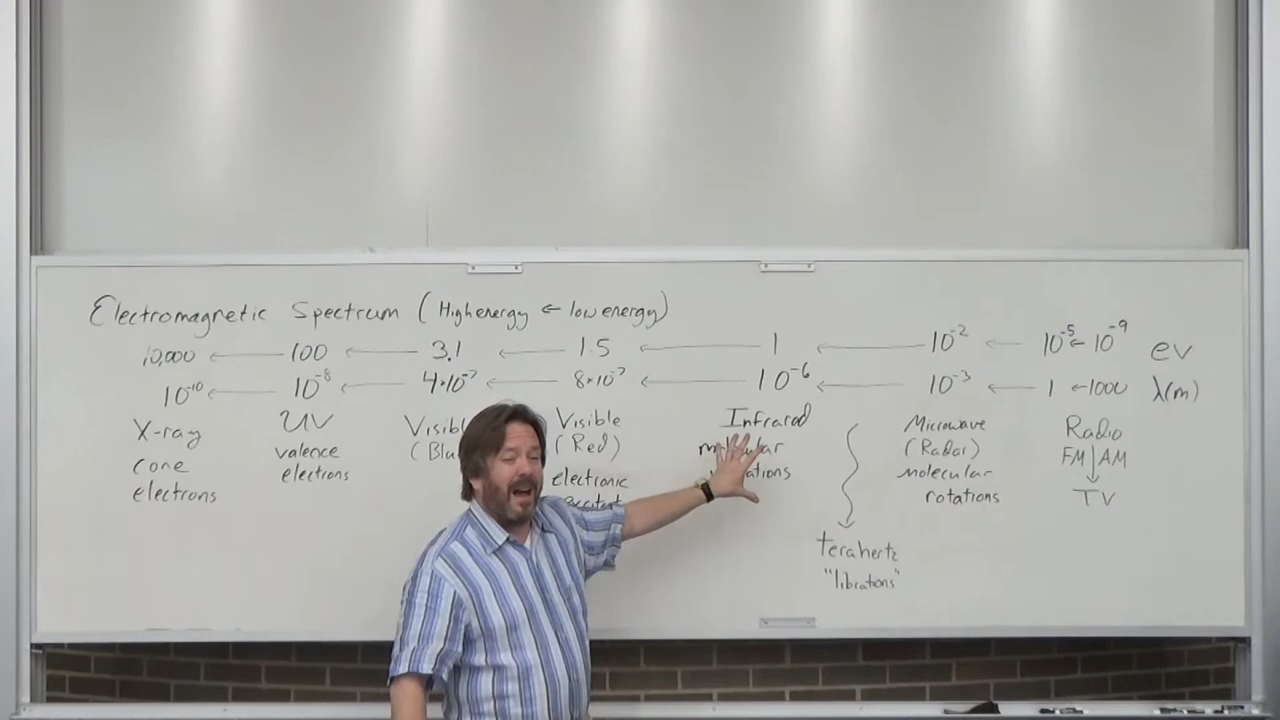 Electromagnetic Spectrum (High energy ← low energy)
10,000 ← 100 ← 3.1 ← 1.5 ← 1 ← 10⁻² ← 10⁻⁵ ← 10⁻⁹ ev
10⁻¹⁰ ← 10⁻⁸ ← 4×10⁻⁷ ← 8×10⁻⁷ ← 10⁻⁶ ← 10⁻³ ← 1 ← 1000 λ(m)
X-ray
core
electrons
UV
valence
electrons
Visible
(Red)
electronic
Infrared
Microwave
(Radar)
molecular
rotations
Radio
FM ↓ AM
TV
terahertz
"librations"